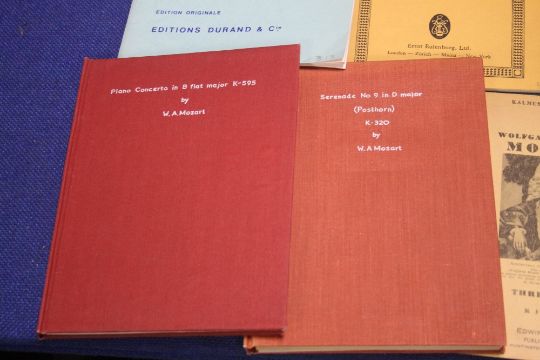 EDITION ORIGINALE
EDITIONS DURAND & Cie
Ernst Eulenburg, Ltd.
London — Zürich — Mainz — New York
Piano Concerto in B flat major K-595
by
W.A.Mozart
Serenade No 9 in D major
(Posthorn)
K-320
by
W.A Mozart
KALMUS
WOLFGA
MO
THR